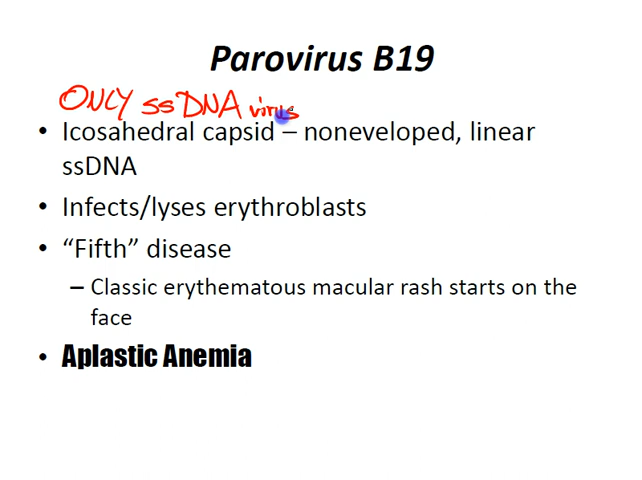 Parovirus B19
ONLY ssDNA virus
• Icosahedral capsid – noneveloped, linear
ssDNA
• Infects/lyses erythroblasts
• “Fifth” disease
– Classic erythematous macular rash starts on the
face
• Aplastic Anemia